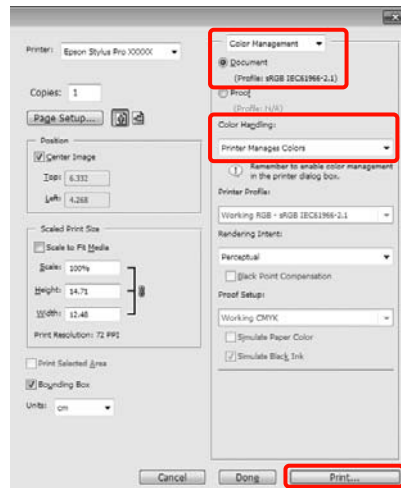 Printer: Epson Stylus Pro XXXXX
Copies: 1
Page Setup...
Position
Center Image
Top: 6.332
Left: 4.268
Scaled Print Size
Scale to Fit Media
Scale: 100%
Height: 14.71
Width: 12.48
Print Resolution: 72 PPI
Print Selected Area
Bounding Box
Units: cm
Color Management
Document
(Profile: sRGB IEC61966-2.1)
Proof
(Profile: N/A)
Color Handling:
Printer Manages Colors
Remember to enable color management
in the printer dialog box.
Printer Profile:
Working RGB - sRGB IEC61966-2.1
Rendering Intent:
Perceptual
Black Point Compensation
Proof Setup:
Working CMYK
Simulate Paper Color
Simulate Black Ink
Cancel
Done
Print...